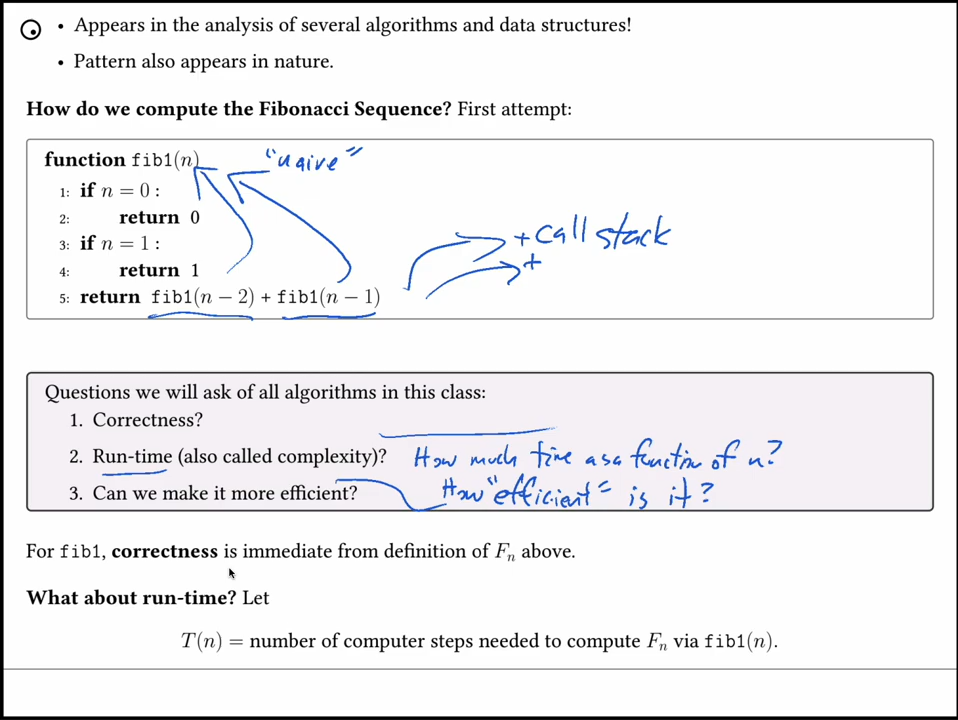 • Appears in the analysis of several algorithms and data structures!
• Pattern also appears in nature.
How do we compute the Fibonacci Sequence? First attempt:
function fib1(n) "naive"
1: if n = 0 :
2: return 0
3: if n = 1 :
+ call stack
4: return 1
+
5: return fib1(n − 2) + fib1(n − 1)
Questions we will ask of all algorithms in this class:
1. Correctness?
2. Run-time (also called complexity)? How much time as a function of n?
3. Can we make it more efficient? How "efficient" is it?
For fib1, correctness is immediate from definition of Fₙ above.
What about run-time? Let
T(n) = number of computer steps needed to compute Fₙ via fib1(n).